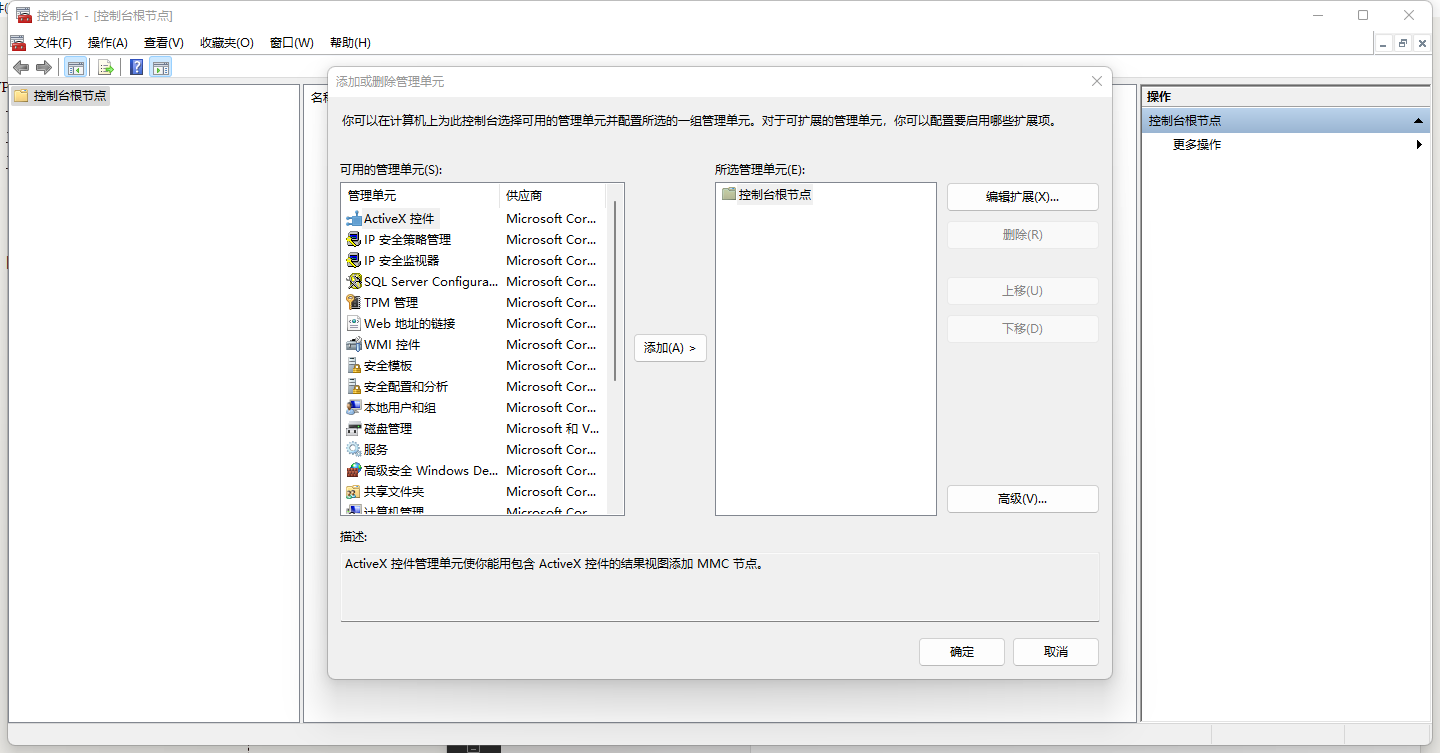 控制台1 - [控制台根节点]
文件(F) 操作(A) 查看(V) 收藏夹(O) 窗口(W) 帮助(H)
控制台根节点
添加或删除管理单元
你可以在计算机上为此控制台选择可用的管理单元并配置所选的一组管理单元。对于可扩展的管理单元，你可以配置要启用哪些扩展项。
可用的管理单元(S):
管理单元 供应商
ActiveX 控件 Microsoft Cor...
IP 安全策略管理 Microsoft Cor...
IP 安全监视器 Microsoft Cor...
SQL Server Configura... Microsoft Cor...
TPM 管理 Microsoft Cor...
Web 地址的链接 Microsoft Cor...
WMI 控件 Microsoft Cor...
安全模板 Microsoft Cor...
安全配置和分析 Microsoft Cor...
本地用户和组 Microsoft Cor...
磁盘管理 Microsoft 和 V...
服务 Microsoft Cor...
高级安全 Windows De... Microsoft Cor...
共享文件夹 Microsoft Cor...
计算机管理 Microsoft Cor...
添加(A) >
所选管理单元(E):
控制台根节点
编辑扩展(X)...
删除(R)
上移(U)
下移(D)
高级(V)...
描述:
ActiveX 控件管理单元使你能用包含 ActiveX 控件的结果视图添加 MMC 节点。
确定 取消
操作
控制台根节点
更多操作